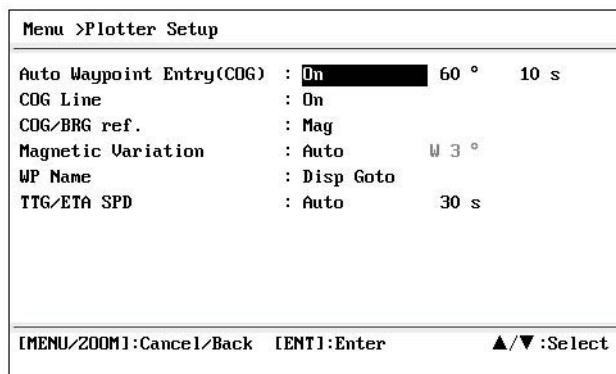 Menu >Plotter Setup
Auto Waypoint Entry(COG) : On 60 ° 10 s
COG Line : On
COG/BRG ref. : Mag
Magnetic Variation : Auto W 3 °
WP Name : Disp Goto
TTG/ETA SPD : Auto 30 s
[MENU/ZOOM]:Cancel/Back [ENT]:Enter ▲/▼:Select